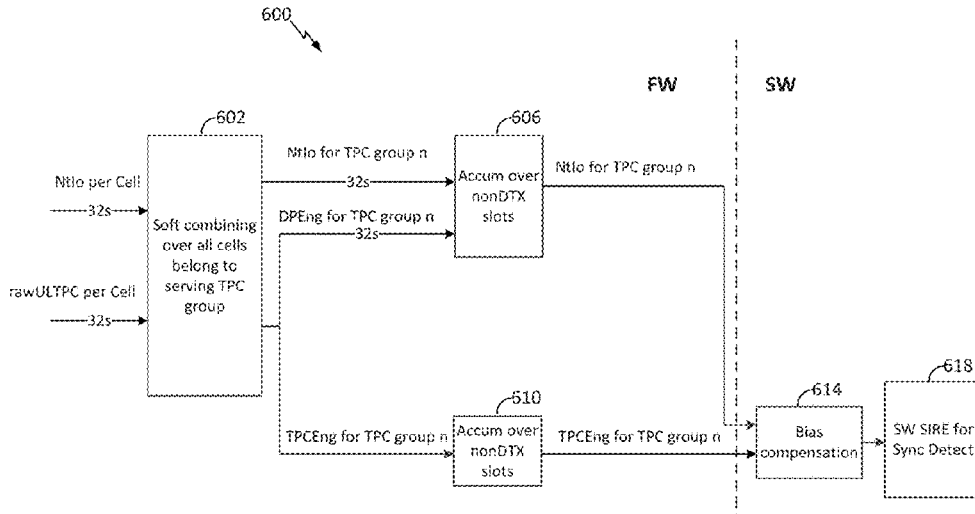 600
FW
SW
602
606
NtIo for TPC group n
32s
NtIo per Cell
32s
Accum over
nonDTX
slots
NtIo for TPC group n
Soft combining
over all cells
belong to
serving TPC
group
DPEng for TPC group n
32s
rawULTPC per Cell
32s
610
614
618
TPCEng for TPC group n
Accum over
nonDTX
slots
TPCEng for TPC group n
Bias
compensation
SW SIRE for
Sync Detect